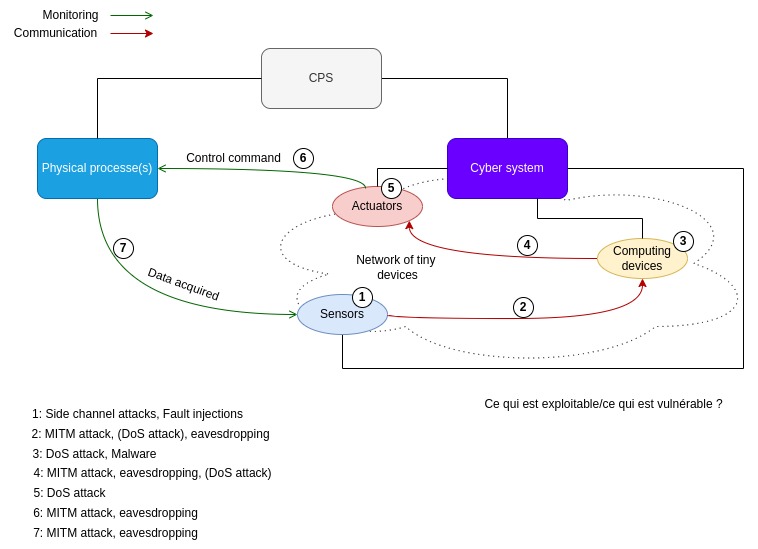 Monitoring
Communication
CPS
Physical processe(s)
Cyber system
Control command
6
5
Actuators
7
Data acquired
4
3
Computing
devices
Network of tiny
devices
1
Sensors
2
Ce qui est exploitable/ce qui est vulnérable ?
1: Side channel attacks, Fault injections
2: MITM attack, (DoS attack), eavesdropping
3: DoS attack, Malware
4: MITM attack, eavesdropping, (DoS attack)
5: DoS attack
6: MITM attack, eavesdropping
7: MITM attack, eavesdropping